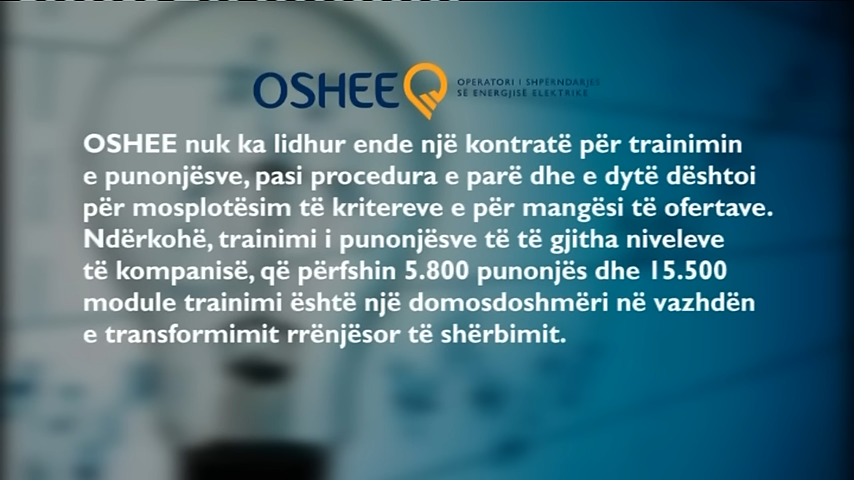 OSHEE
OPERATORI I SHPËRNDARJES
SË ENERGJISË ELEKTRIKE
OSHEE nuk ka lidhur ende një kontratë për trainimin
e punonjësve, pasi procedura e parë dhe e dytë dështoi
për mosplotësim të kritereve e për mangësi të ofertave.
Ndërkohë, trainimi i punonjësve të të gjitha niveleve
të kompanisë, që përfshin 5.800 punonjës dhe 15.500
module trainimi është një domosdoshmëri në vazhdën
e transformimit rrënjësor të shërbimit.